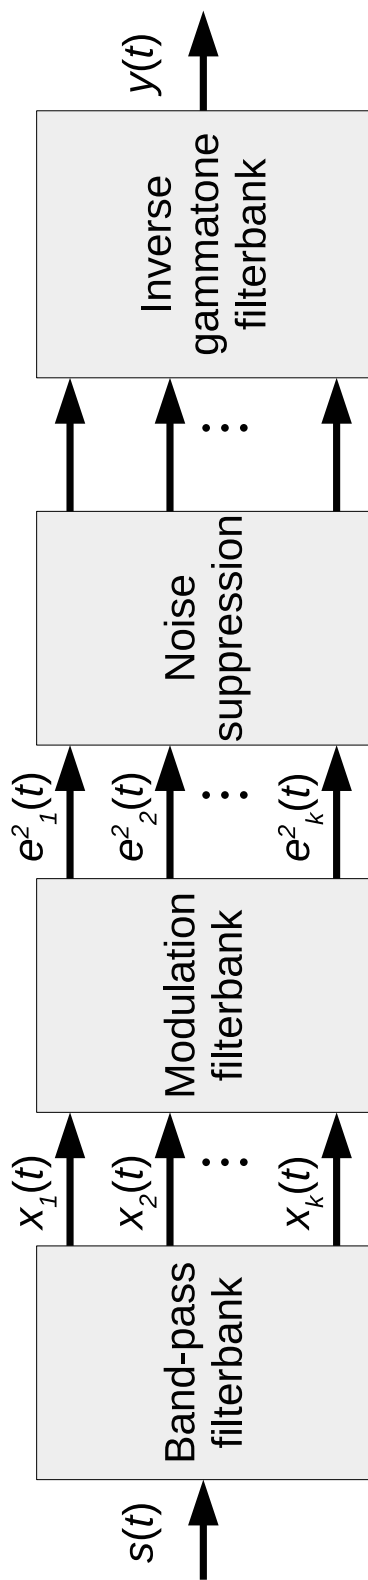 s(t)
Band-pass
filterbank
x₁(t)
x₂(t)
...
xₖ(t)
Modulation
filterbank
e²₁(t)
e²₂(t)
...
e²ₖ(t)
Noise
suppression
...
Inverse
gammatone
filterbank
y(t)